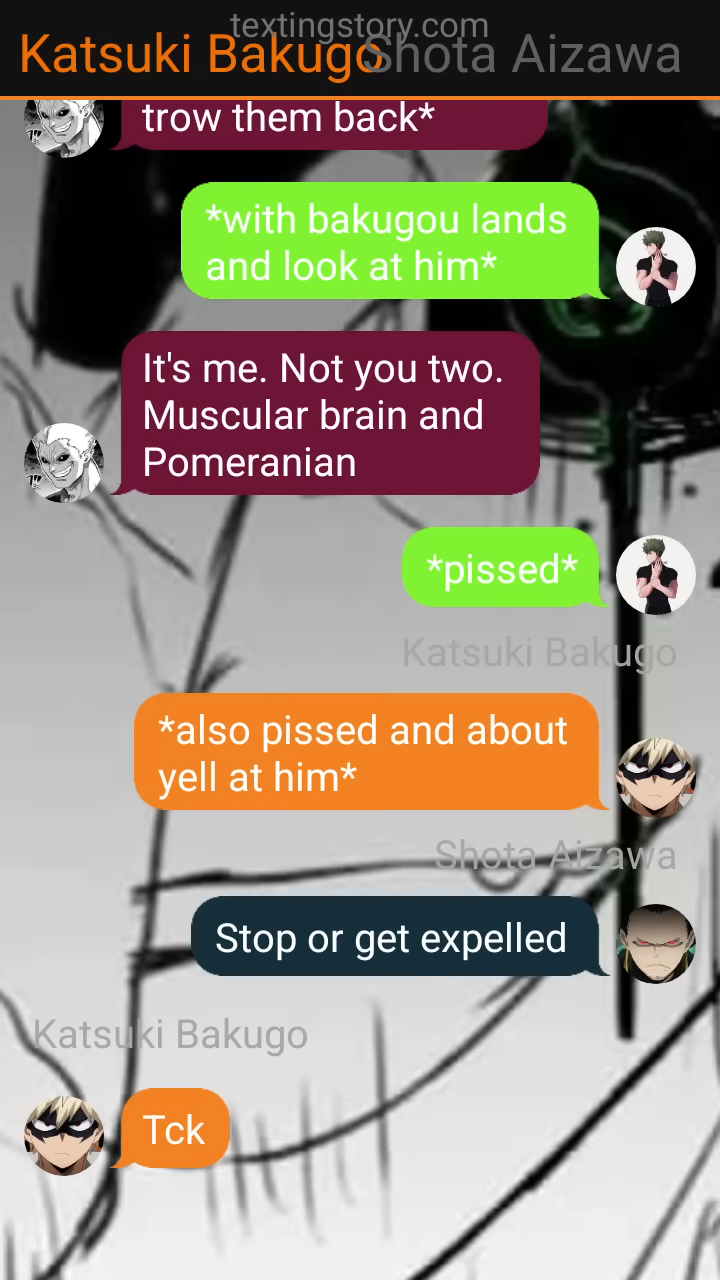 textingstory.com
Katsuki Bakugo
Shota Aizawa
trow them back*
*with bakugou lands
and look at him*
It's me. Not you two.
Muscular brain and
Pomeranian
*pissed*
Katsuki Bakugo
*also pissed and about
yell at him*
Shota Aizawa
Stop or get expelled
Katsuki Bakugo
Tck